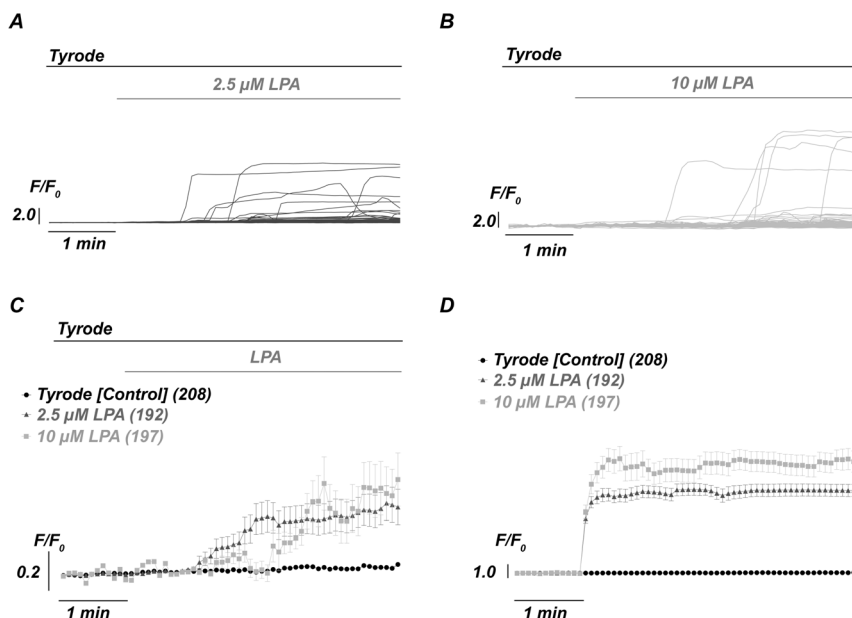 A
Tyrode
2.5 µM LPA
F/F0
2.0
1 min
B
Tyrode
10 µM LPA
F/F0
2.0
1 min
C
Tyrode
LPA
Tyrode [Control] (208)
2.5 µM LPA (192)
10 µM LPA (197)
F/F0
0.2
1 min
D
Tyrode [Control] (208)
2.5 µM LPA (192)
10 µM LPA (197)
F/F0
1.0
1 min